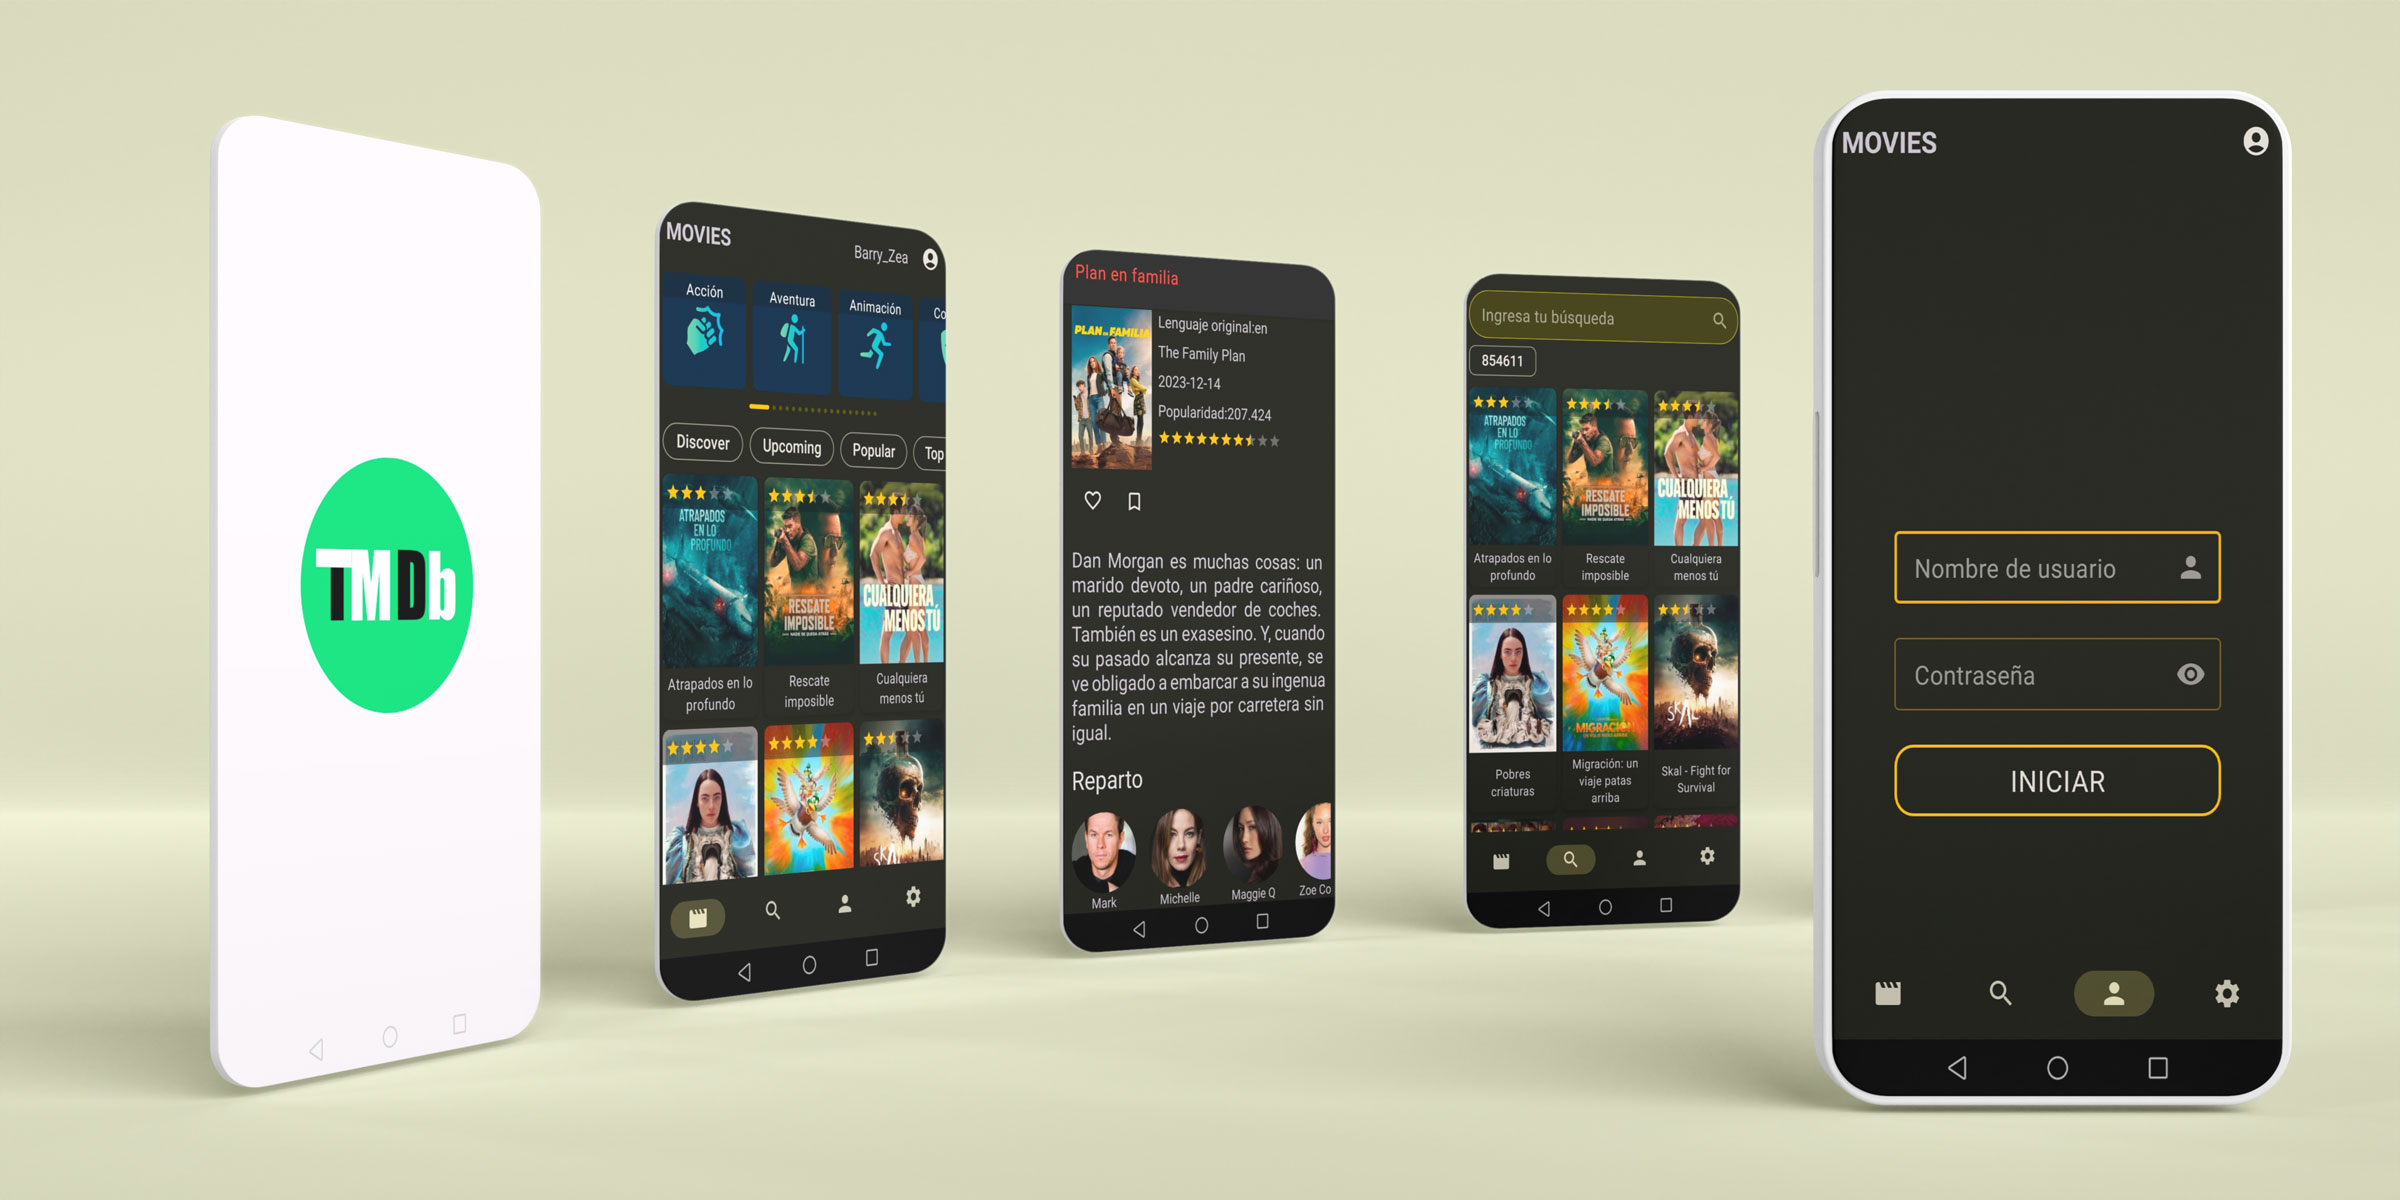 TMDb
MOVIES
Barry_Zea
Acción
Aventura
Animación
Co
Discover
Upcoming
Popular
Top
ATRAPADOS
EN LO
PROFUNDO
RESCATE
IMPOSIBLE
CUALQUIERA
MENOS TÚ
Atrapados en lo
profundo
Rescate
imposible
Cualquiera
menos tú
SKAL
Plan en familia
PLAN EN FAMILIA
Lenguaje original:en
The Family Plan
2023-12-14
Popularidad:207.424
Dan Morgan es muchas cosas: un
marido devoto, un padre cariñoso,
un reputado vendedor de coches.
También es un exasesino. Y, cuando
su pasado alcanza su presente, se
ve obligado a embarcar a su ingenua
familia en un viaje por carretera sin
igual.
Reparto
Mark
Michelle
Maggie Q
Zoe Co
Ingresa tu búsqueda
854611
ATRAPADOS
EN LO
PROFUNDO
RESCATE
IMPOSIBLE
CUALQUIERA
MENOS TÚ
Atrapados en lo
profundo
Rescate
imposible
Cualquiera
menos tú
MIGRACIÓN
SKAL
Pobres
criaturas
Migración: un
viaje patas
arriba
Skal - Fight for
Survival
MOVIES
Nombre de usuario
Contraseña
INICIAR